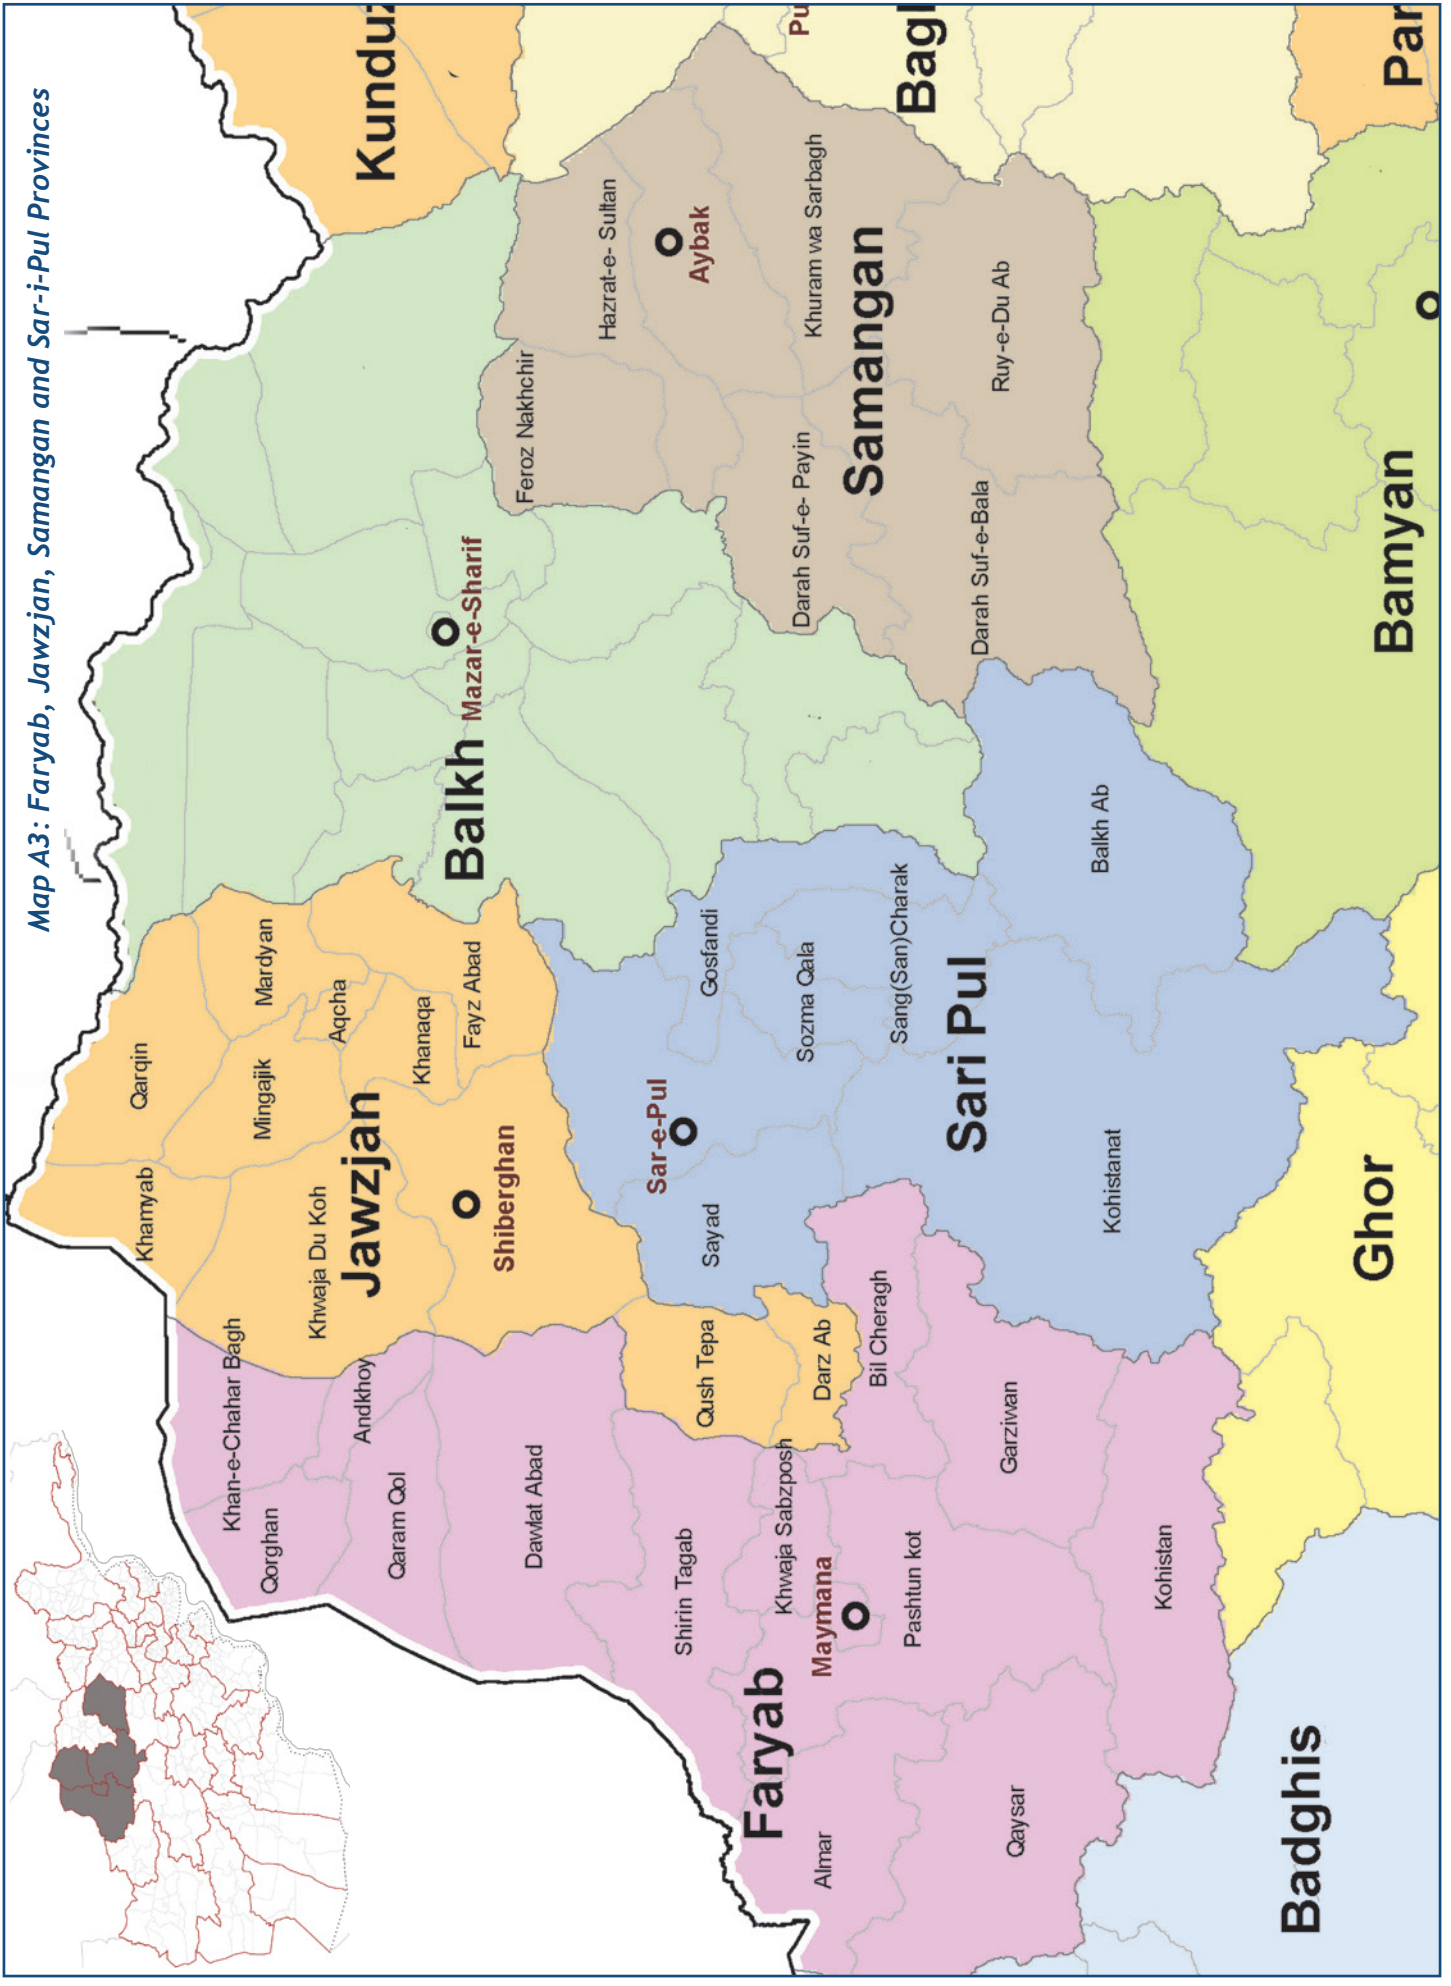 Map A3: Faryab, Jawzjan, Samangan and Sar-i-Pul Provinces
Qarqin
Khamyab
Mardyan
Mingajik
Aqcha
Khwaja Du Koh
Jawzjan
Khanaqa
Fayz Abad
Shiberghan
Khan-e-Chahar Bagh
Qorghan
Andkhoy
Qaram Qol
Dawlat Abad
Shirin Tagab
Qush Tepa
Darz Ab
Khwaja Sabzposh
Maymana
Faryab
Almar
Pashtun kot
Bil Cheragh
Garziwan
Qaysar
Kohistan
Badghis
Ghor
Sar-e-Pul
Sayad
Gosfandi
Sozma Qala
Sang(San)Charak
Sari Pul
Balkh Ab
Kohistanat
Balkh
Mazar-e-Sharif
Kunduz
Feroz Nakhchir
Hazrat-e- Sultan
Aybak
Khuram wa Sarbagh
Darah Suf-e- Payin
Samangan
Ruy-e-Du Ab
Darah Suf-e-Bala
Bamyan
Pu
Bagl
Par